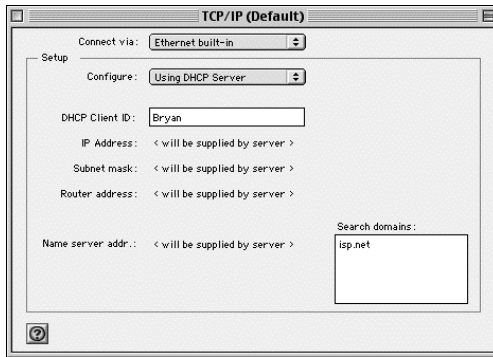 TCP/IP (Default)
Connect via: Ethernet built-in
Setup
Configure: Using DHCP Server
DHCP Client ID: Bryan
IP Address: < will be supplied by server >
Subnet mask: < will be supplied by server >
Router address: < will be supplied by server >
Search domains:
Name server addr.: < will be supplied by server >
isp.net
?